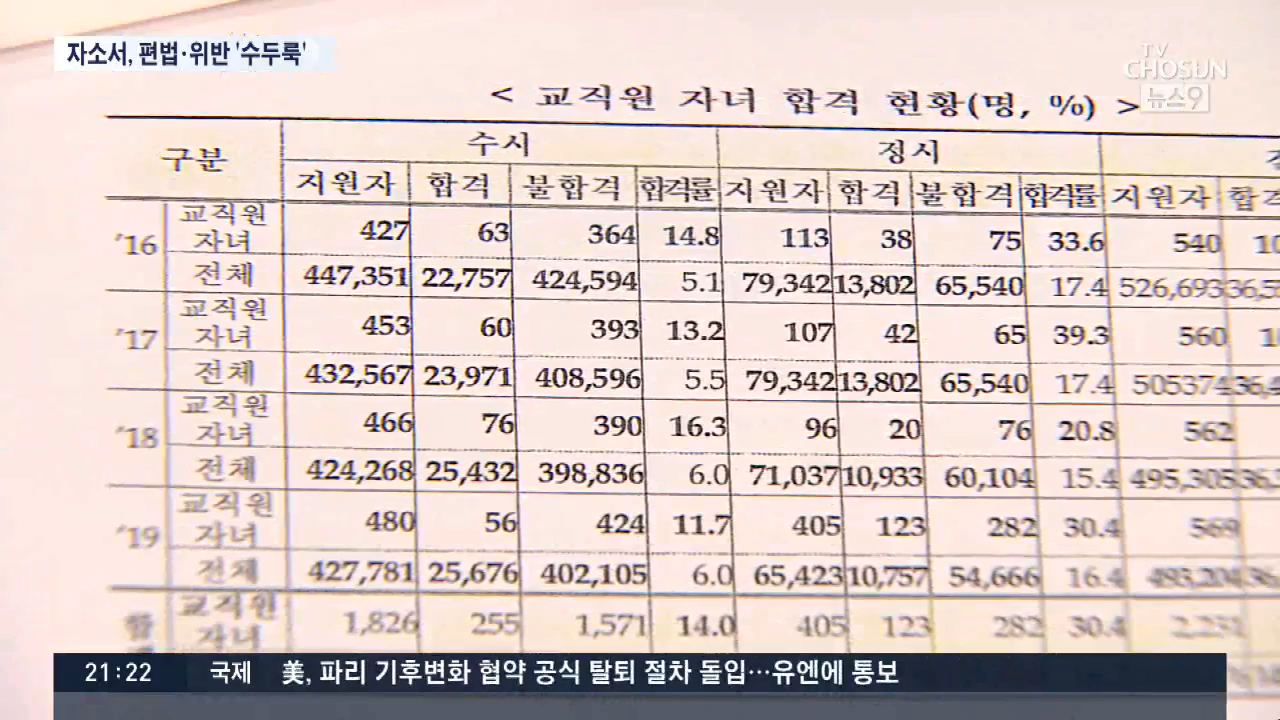 자소서, 편법·위반 '수두룩'
TV CHOSUN
뉴스9
< 교직원 자녀 합격 현황(명, %) >
구분 수시 정시
지원자 합격 불합격 합격률 지원자 합격 불합격 합격률 지원자
'16 교직원 자녀 427 63 364 14.8 113 38 75 33.6 540
전체 447,351 22,757 424,594 5.1 79,342 13,802 65,540 17.4 526,693
'17 교직원 자녀 453 60 393 13.2 107 42 65 39.3 560
전체 432,567 23,971 408,596 5.5 79,342 13,802 65,540 17.4 505374
'18 교직원 자녀 466 76 390 16.3 96 20 76 20.8 562
전체 424,268 25,432 398,836 6.0 71,037 10,933 60,104 15.4 495,305
'19 교직원 자녀 480 56 424 11.7 405 123 282 30.4 569
전체 427,781 25,676 402,105 6.0 65,423 10,757 54,666 16.4 493,204
교직원 자녀 1,826 255 1,571 14.0 405 123 282 30.4 2,231
21:22 국제 美, 파리 기후변화 협약 공식 탈퇴 절차 돌입…유엔에 통보